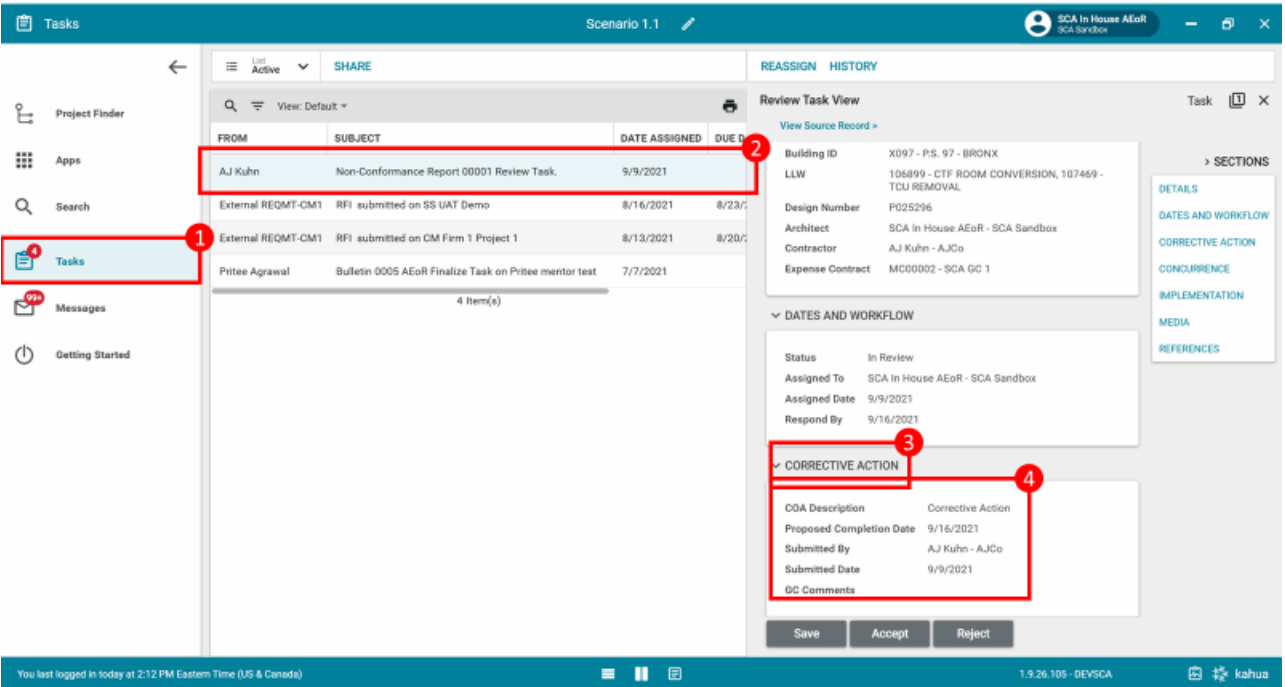 Tasks
Scenario 1.1
SCA In House AEoR
SCA Sandbox
List
Active
SHARE
REASSIGN HISTORY
Project Finder
Apps
Search
4
Tasks
99+
Messages
Getting Started
View: Default
FROM SUBJECT DATE ASSIGNED DUE D
AJ Kuhn Non-Conformance Report 00001 Review Task. 9/9/2021
External REQMT-CM1 RFI submitted on SS UAT Demo 8/16/2021 8/23/2
External REQMT-CM1 RFI submitted on CM Firm 1 Project 1 8/13/2021 8/20/2
Pritee Agrawal Bulletin 0005 AEoR Finalize Task on Pritee mentor test 7/7/2021
4 Item(s)
1
2
3
4
Review Task View
Task 1
View Source Record >
Building ID X097 - P.S. 97 - BRONX
LLW 106899 - CTF ROOM CONVERSION, 107469 -
TCU REMOVAL
Design Number P025296
Architect SCA In House AEoR - SCA Sandbox
Contractor AJ Kuhn - AJCo
Expense Contract MC00002 - SCA GC 1
DATES AND WORKFLOW
Status In Review
Assigned To SCA In House AEoR - SCA Sandbox
Assigned Date 9/9/2021
Respond By 9/16/2021
CORRECTIVE ACTION
COA Description Corrective Action
Proposed Completion Date 9/16/2021
Submitted By AJ Kuhn - AJCo
Submitted Date 9/9/2021
GC Comments
Save Accept Reject
> SECTIONS
DETAILS
DATES AND WORKFLOW
CORRECTIVE ACTION
CONCURRENCE
IMPLEMENTATION
MEDIA
REFERENCES
You last logged in today at 2:12 PM Eastern Time (US & Canada)
1.9.26.105 - DEVSCA
kahua